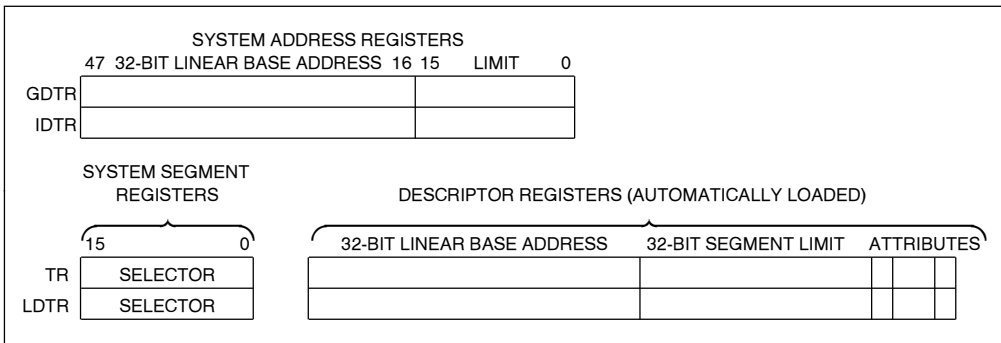 SYSTEM ADDRESS REGISTERS
47 32-BIT LINEAR BASE ADDRESS 16 15 LIMIT 0
GDTR
IDTR
SYSTEM SEGMENT
REGISTERS
DESCRIPTOR REGISTERS (AUTOMATICALLY LOADED)
15 0 32-BIT LINEAR BASE ADDRESS 32-BIT SEGMENT LIMIT ATTRIBUTES
TR SELECTOR
LDTR SELECTOR